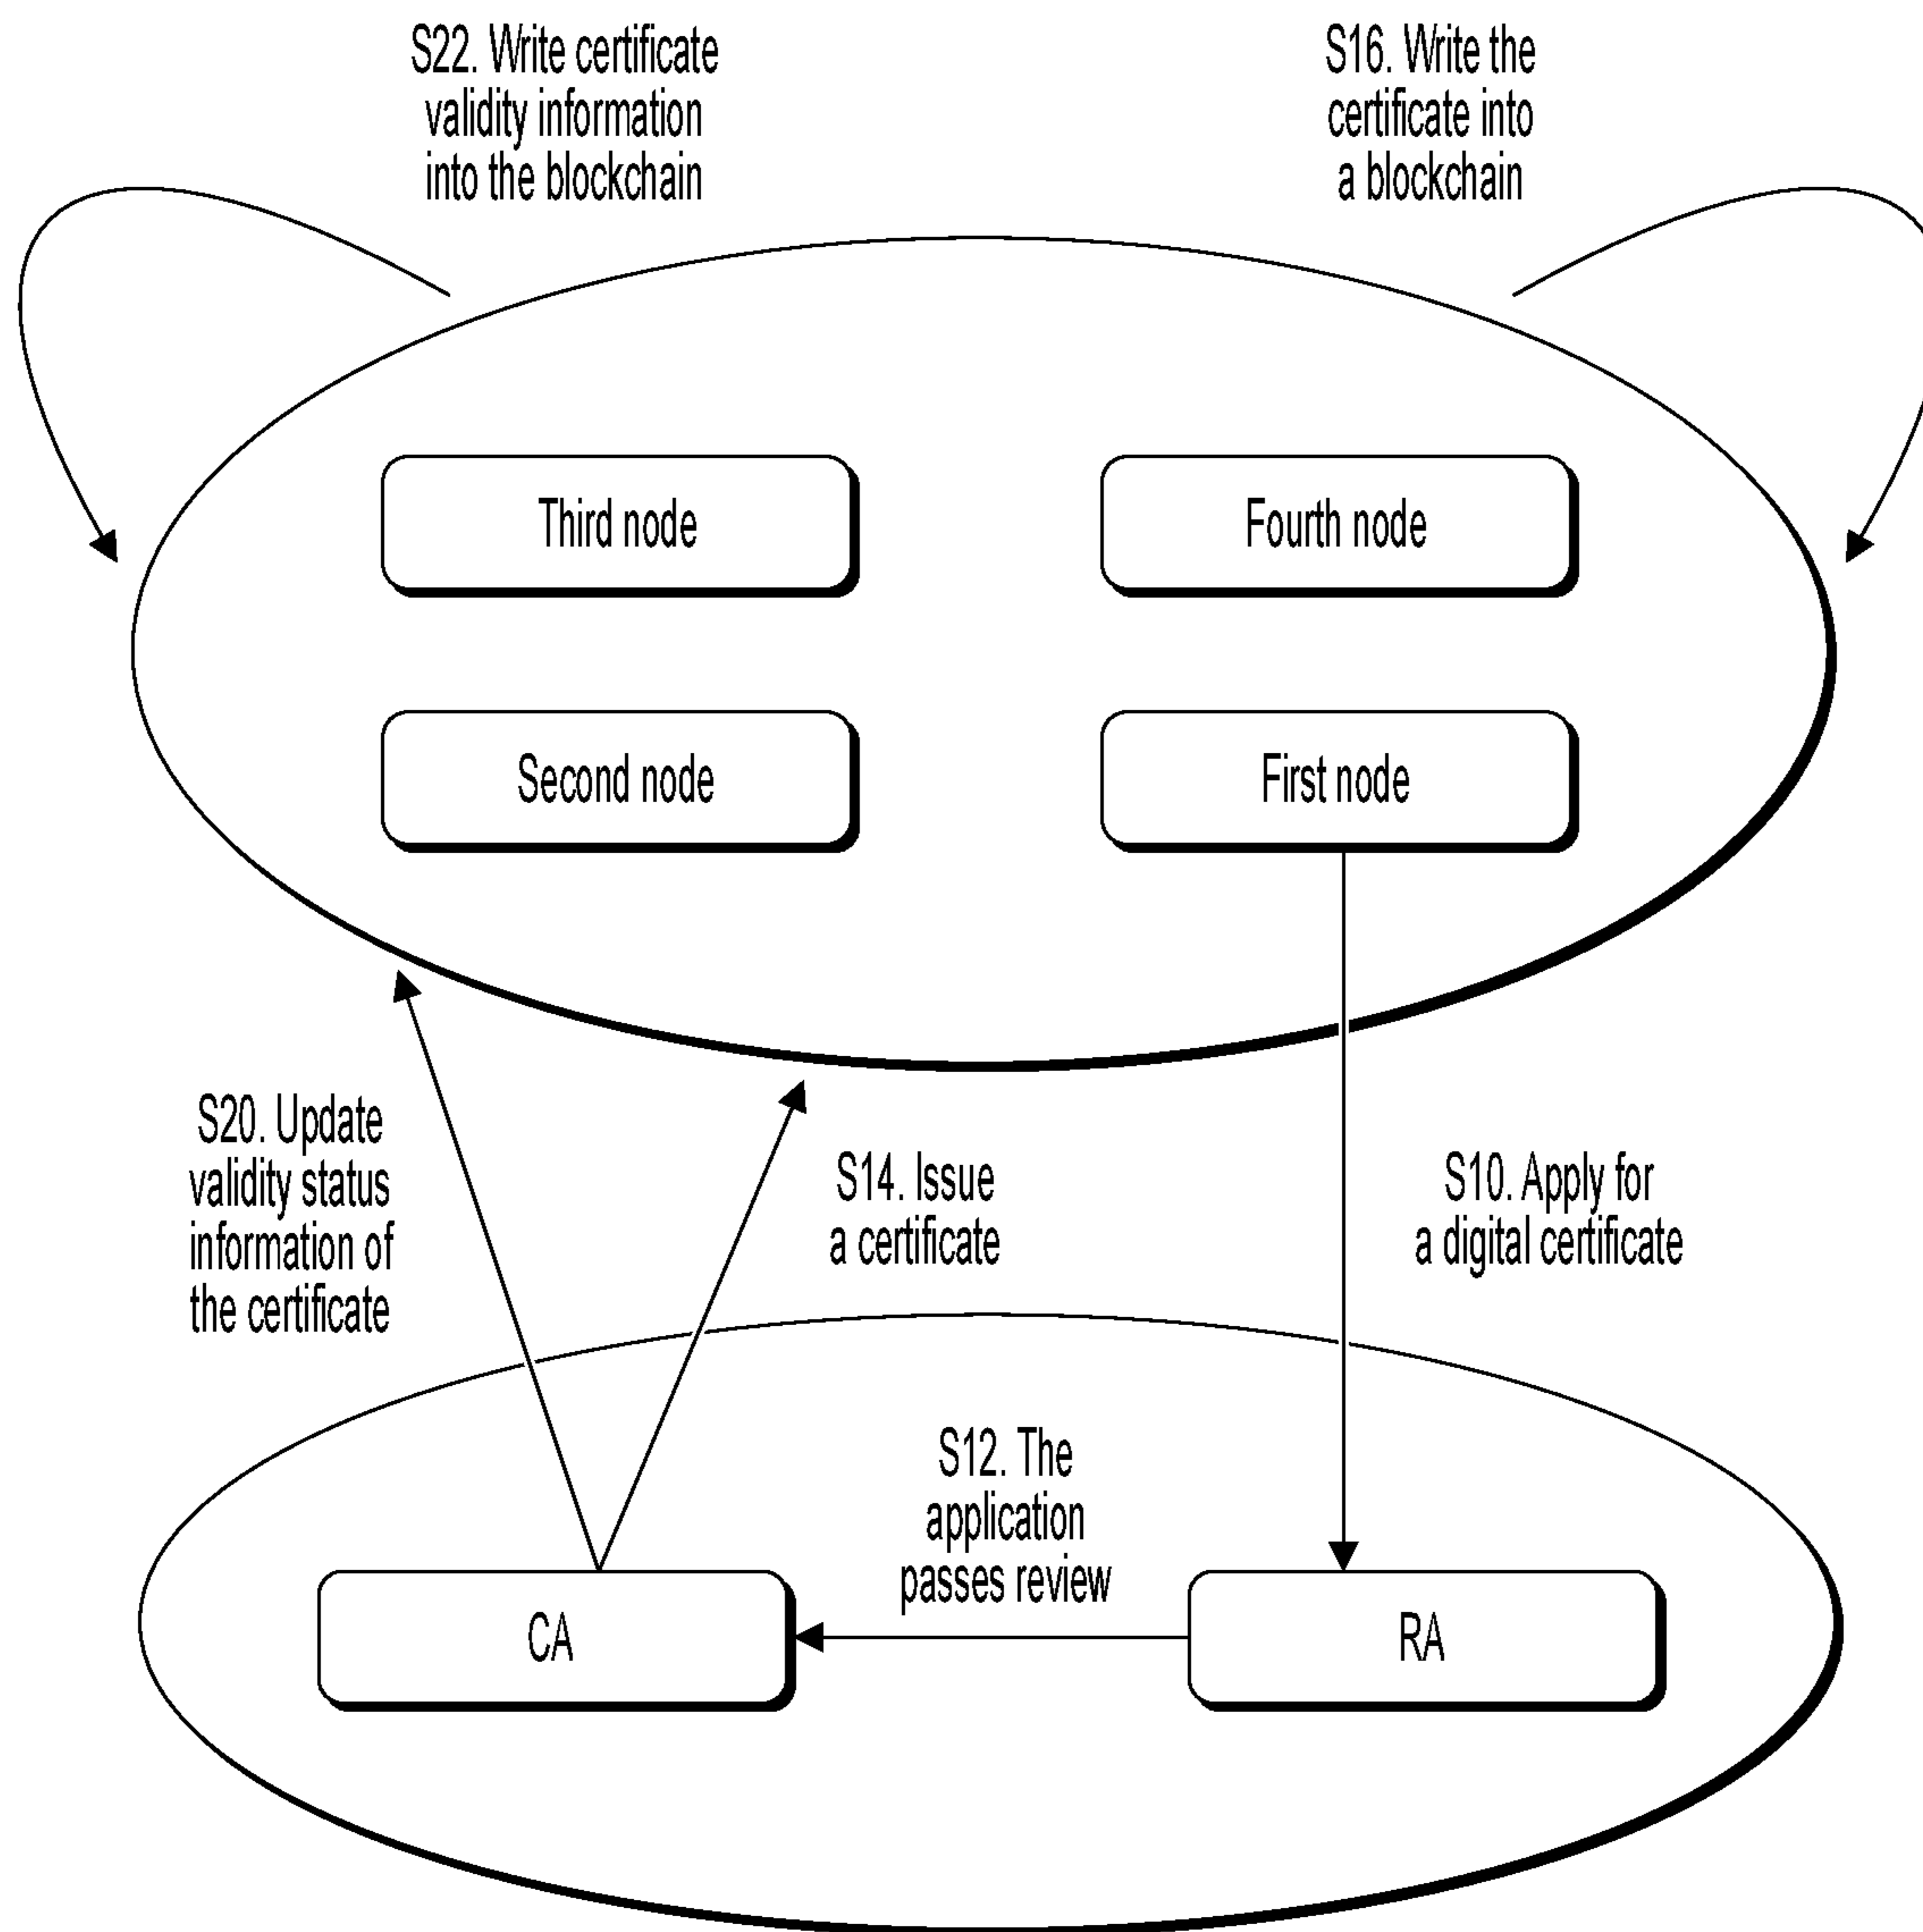 S22. Write certificate
validity information
into the blockchain
S16. Write the
certificate into
a blockchain
Third node
Fourth node
Second node
First node
S20. Update
validity status
information of
the certificate
S14. Issue
a certificate
S10. Apply for
a digital certificate
S12. The
application
passes review
CA
RA